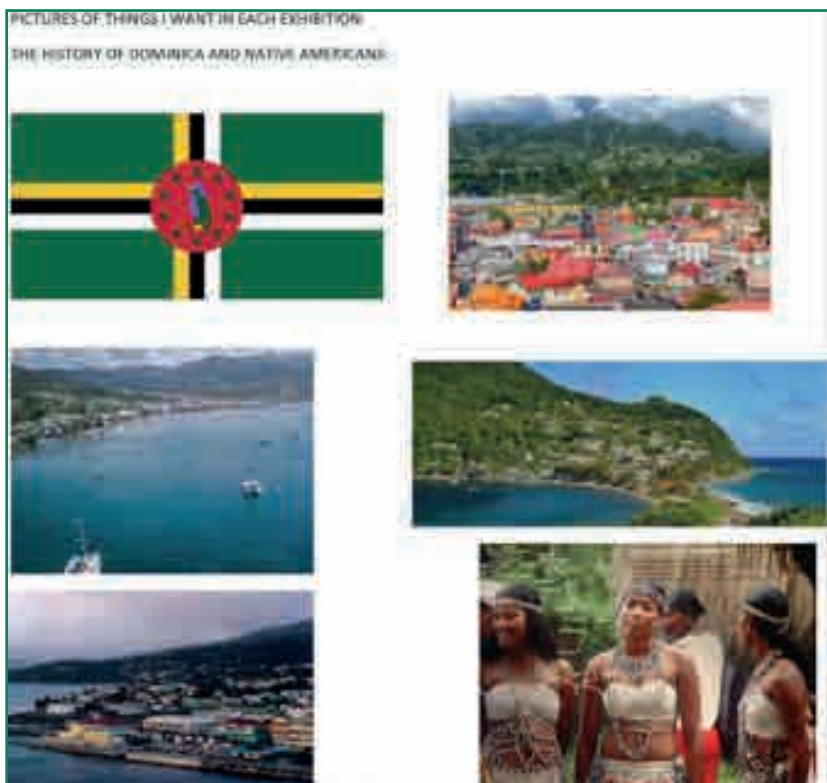 PICTURES OF THINGS I WANT IN EACH EXHIBITION
THE HISTORY OF DOMINICA AND NATIVE AMERICANS